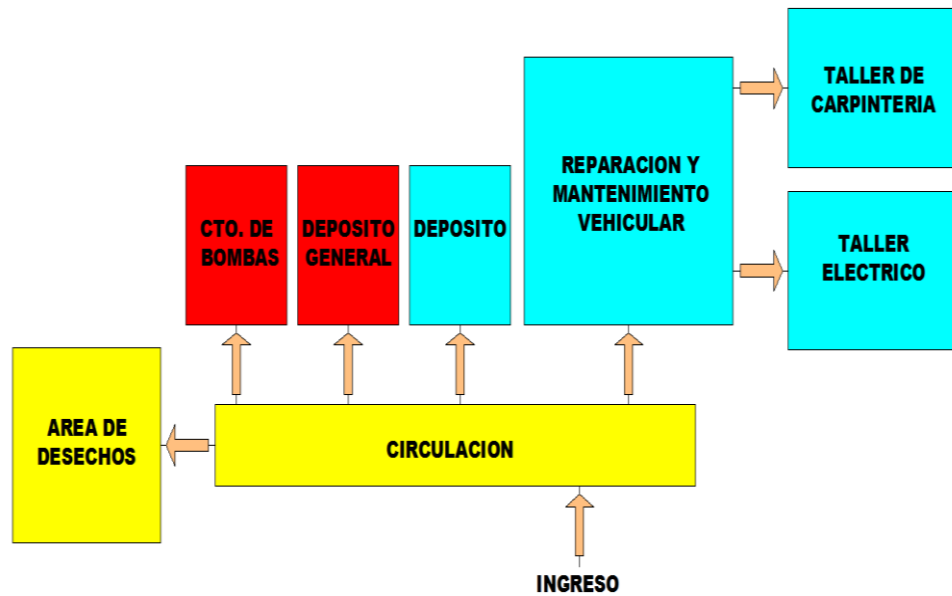 TALLER DE
CARPINTERIA
REPARACION Y
MANTENIMIENTO
VEHICULAR
CTO. DE
BOMBAS
DEPOSITO
GENERAL
DEPOSITO
TALLER
ELECTRICO
AREA DE
DESECHOS
CIRCULACION
INGRESO